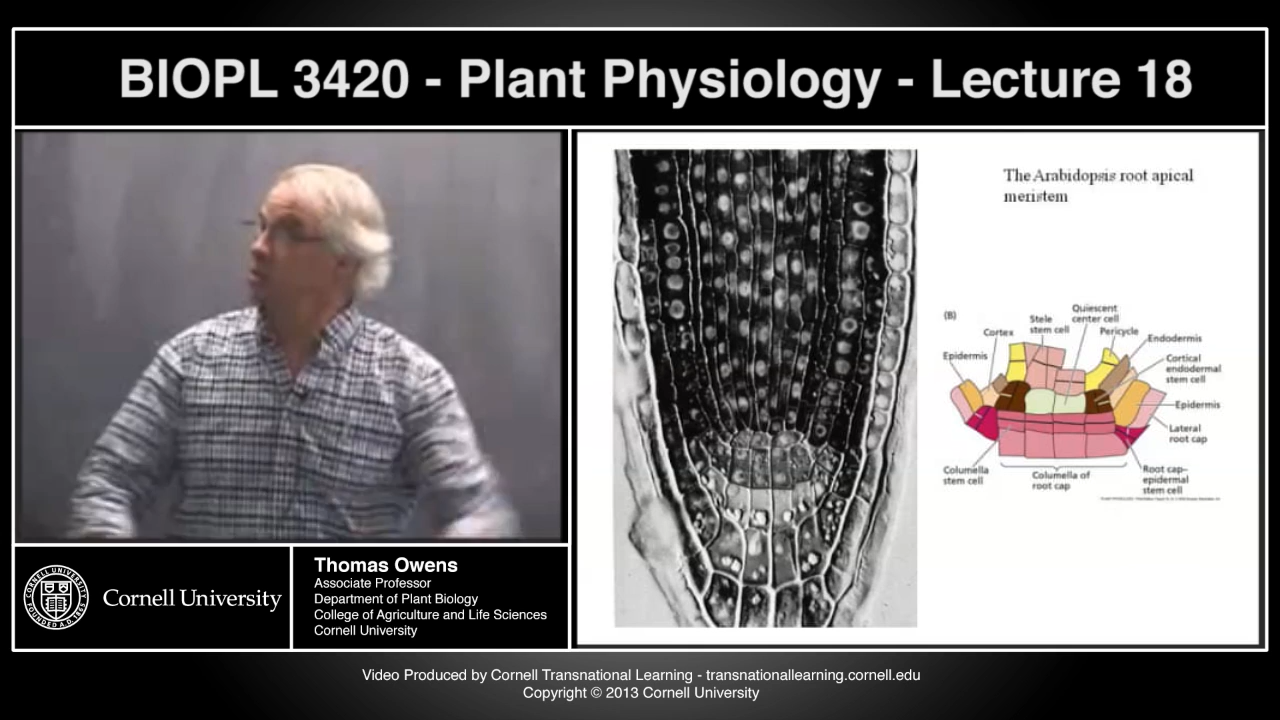 BIOPL 3420 - Plant Physiology - Lecture 18
The Arabidopsis root apical
meristem
(B)
Quiescent
center cell
Stele
stem cell
Cortex
Pericycle
Endodermis
Epidermis
Cortical
endodermal
stem cell
Epidermis
Lateral
root cap
Columella
stem cell
Columella of
root cap
Root cap–
epidermal
stem cell
Cornell University
Thomas Owens
Associate Professor
Department of Plant Biology
College of Agriculture and Life Sciences
Cornell University
Video Produced by Cornell Transnational Learning - transnationallearning.cornell.edu
Copyright © 2013 Cornell University